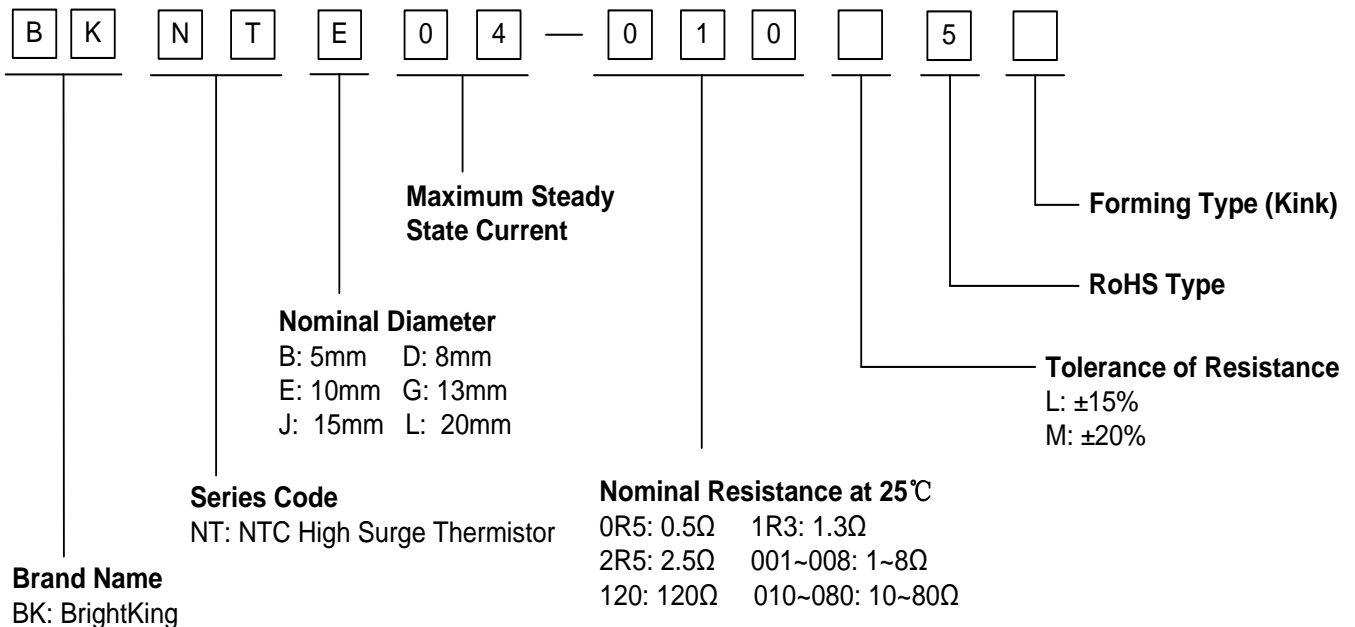 B K N T E 0 4 — 0 1 0 5
Maximum Steady
State Current
Forming Type (Kink)
RoHS Type
Nominal Diameter
B: 5mm D: 8mm
E: 10mm G: 13mm
J: 15mm L: 20mm
Tolerance of Resistance
L: ±15%
M: ±20%
Series Code
NT: NTC High Surge Thermistor
Nominal Resistance at 25℃
0R5: 0.5Ω 1R3: 1.3Ω
2R5: 2.5Ω 001~008: 1~8Ω
120: 120Ω 010~080: 10~80Ω
Brand Name
BK: BrightKing